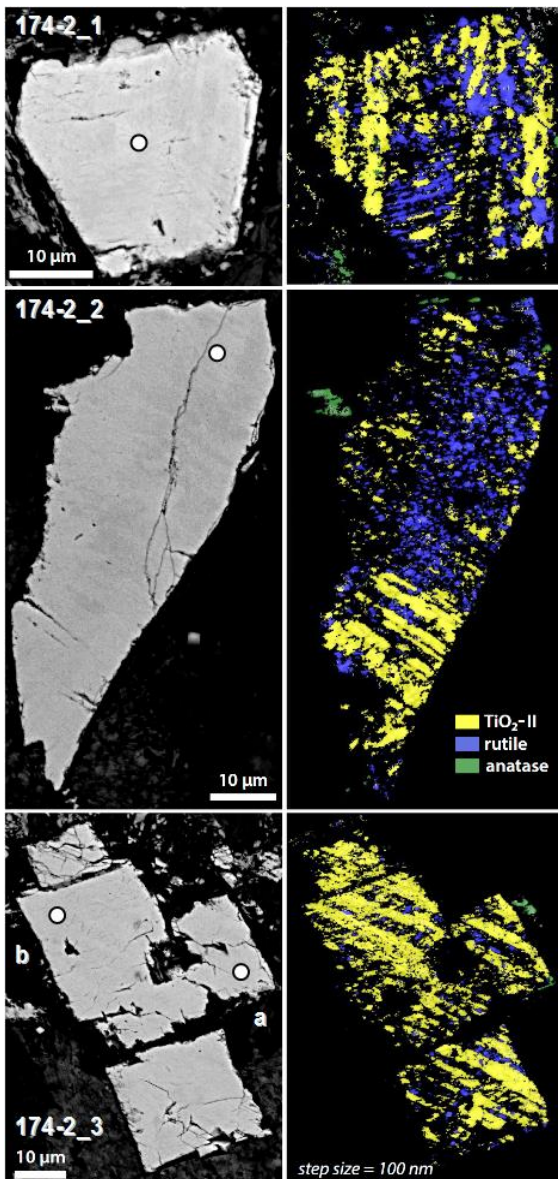 174-2_1
10 µm
174-2_2
10 µm
TiO₂-II
rutile
anatase
b
a
174-2_3
10 µm
step size = 100 nm